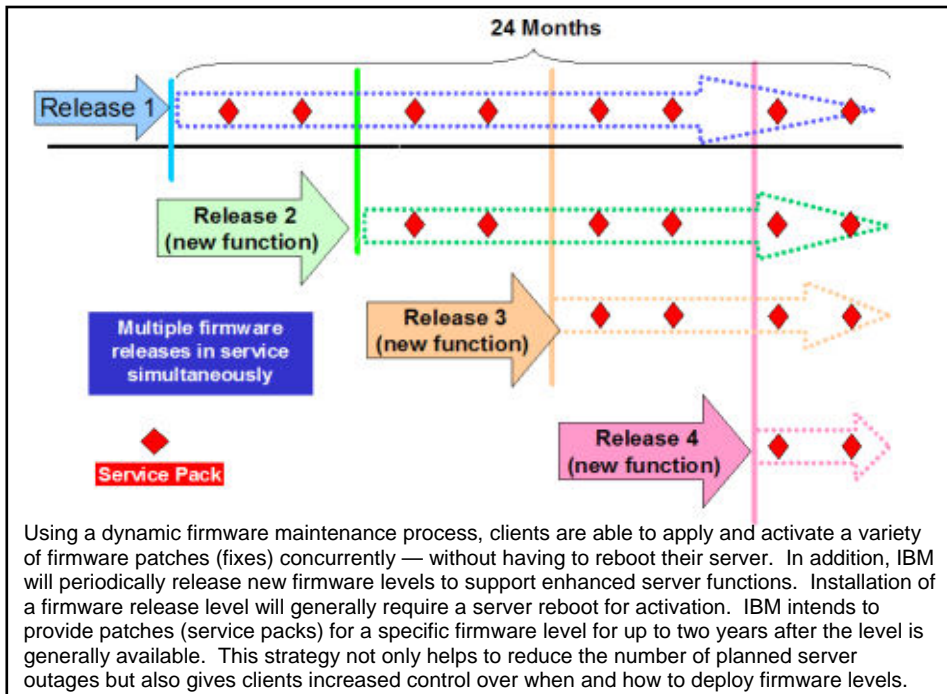 24 Months
Release 1
Release 2
(new function)
Release 3
(new function)
Multiple firmware
releases in service
simultaneously
Release 4
(new function)
Service Pack
Using a dynamic firmware maintenance process, clients are able to apply and activate a variety
of firmware patches (fixes) concurrently — without having to reboot their server.  In addition, IBM
will periodically release new firmware levels to support enhanced server functions.  Installation of
a firmware release level will generally require a server reboot for activation.  IBM intends to
provide patches (service packs) for a specific firmware level for up to two years after the level is
generally available.  This strategy not only helps to reduce the number of planned server
outages but also gives clients increased control over when and how to deploy firmware levels.